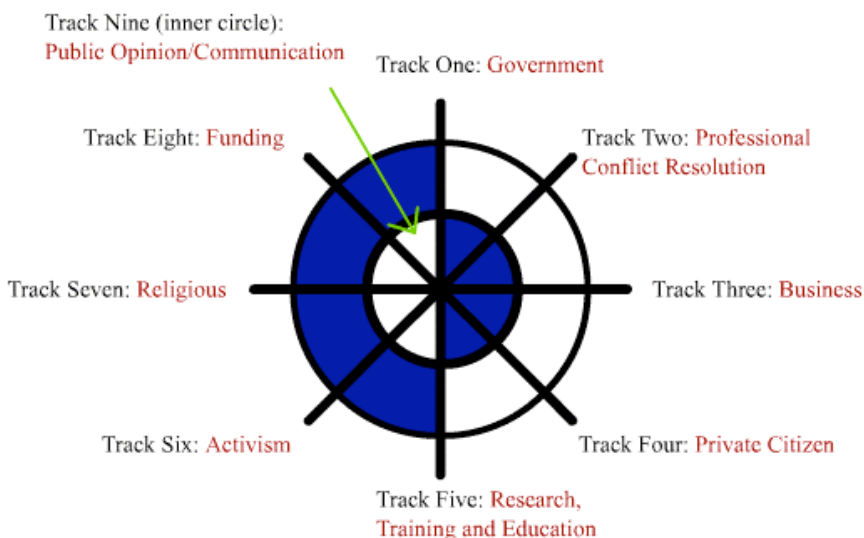 Track Nine (inner circle):
Public Opinion/Communication
Track One: Government
Track Eight: Funding
Track Two: Professional
Conflict Resolution
Track Seven: Religious
Track Three: Business
Track Six: Activism
Track Four: Private Citizen
Track Five: Research,
Training and Education